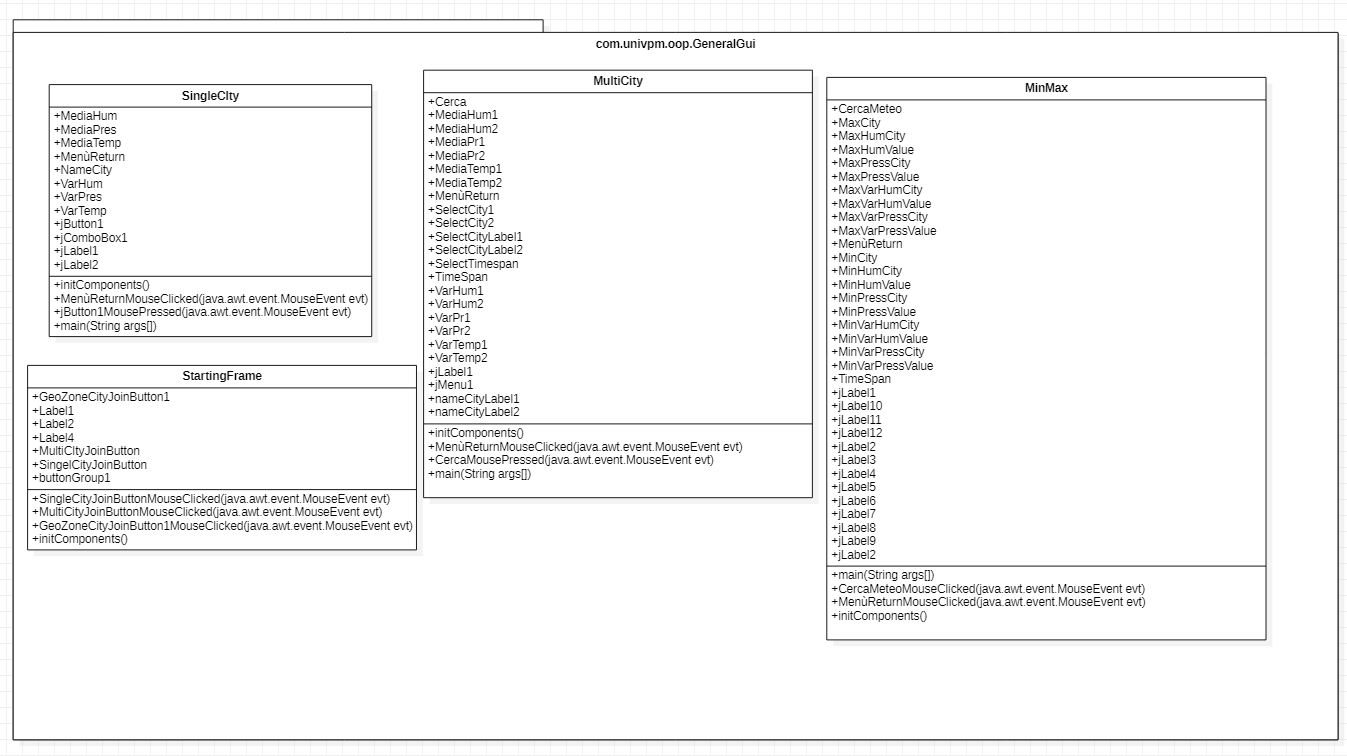 com.univpm.oop.GeneralGui
SingleCIty
+MediaHum
+MediaPres
+MediaTemp
+MenùReturn
+NameCity
+VarHum
+VarPres
+VarTemp
+jButton1
+jComboBox1
+jLabel1
+jLabel2
+initComponents()
+MenùReturnMouseClicked(java.awt.event.MouseEvent evt)
+jButton1MousePressed(java.awt.event.MouseEvent evt)
+main(String args[])
StartingFrame
+GeoZoneCityJoinButton1
+Label1
+Label2
+Label4
+MultiCItyJoinButton
+SingelCityJoinButton
+buttonGroup1
+SingleCityJoinButtonMouseClicked(java.awt.event.MouseEvent evt)
+MultiCityJoinButtonMouseClicked(java.awt.event.MouseEvent evt)
+GeoZoneCityJoinButton1MouseClicked(java.awt.event.MouseEvent evt)
+initComponents()
MultiCity
+Cerca
+MediaHum1
+MediaHum2
+MediaPr1
+MediaPr2
+MediaTemp1
+MediaTemp2
+MenùReturn
+SelectCity1
+SelectCity2
+SelectCityLabel1
+SelectCityLabel2
+SelectTimespan
+TimeSpan
+VarHum1
+VarHum2
+VarPr1
+VarPr2
+VarTemp1
+VarTemp2
+jLabel1
+jMenu1
+nameCityLabel1
+nameCityLabel2
+initComponents()
+MenùReturnMouseClicked(java.awt.event.MouseEvent evt)
+CercaMousePressed(java.awt.event.MouseEvent evt)
+main(String args[])
MinMax
+CercaMeteo
+MaxCity
+MaxHumCity
+MaxHumValue
+MaxPressCity
+MaxPressValue
+MaxVarHumCity
+MaxVarHumValue
+MaxVarPressCity
+MaxVarPressValue
+MenùReturn
+MinCity
+MinHumCity
+MinHumValue
+MinPressCity
+MinPressValue
+MinVarHumCity
+MinVarHumValue
+MinVarPressCity
+MinVarPressValue
+TimeSpan
+jLabel1
+jLabel10
+jLabel11
+jLabel12
+jLabel2
+jLabel3
+jLabel4
+jLabel5
+jLabel6
+jLabel7
+jLabel8
+jLabel9
+jLabel2
+main(String args[])
+CercaMeteoMouseClicked(java.awt.event.MouseEvent evt)
+MenùReturnMouseClicked(java.awt.event.MouseEvent evt)
+initComponents()